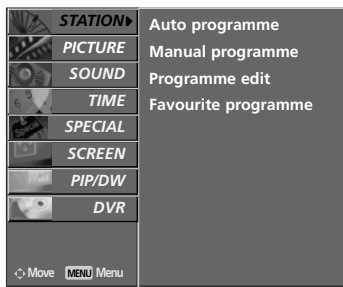 STATION
PICTURE
SOUND
TIME
SPECIAL
SCREEN
PIP/DW
DVR
Move MENU Menu
Auto programme
Manual programme
Programme edit
Favourite programme